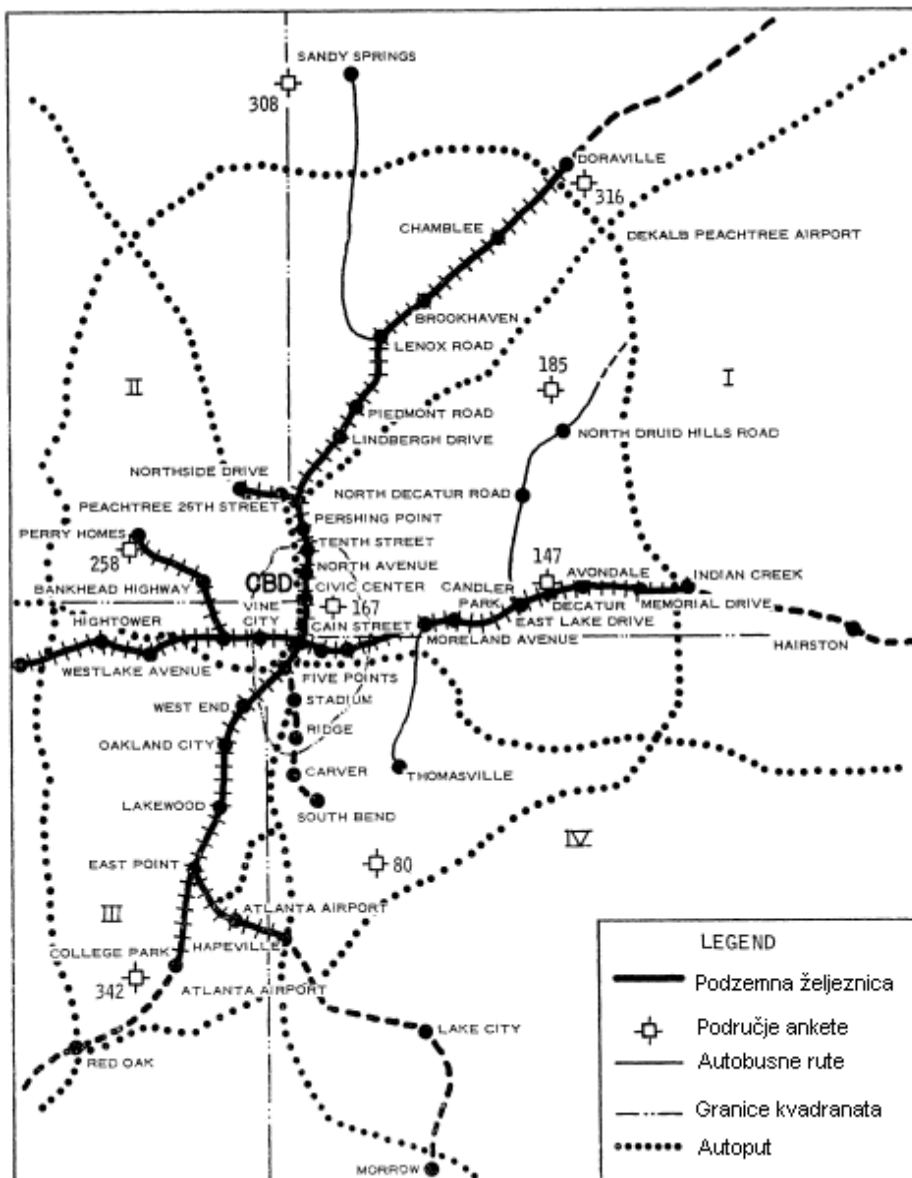 SANDY SPRINGS
308
DORAVILLE
316
CHAMBLEE
DEKALB PEACHTREE AIRPORT
BROOKHAVEN
LENOX ROAD
185
I
II
PIEDMONT ROAD
NORTH DRUID HILLS ROAD
LINDBERGH DRIVE
NORTHSIDE DRIVE
PEACHTREE 25TH STREET
NORTH DECATUR ROAD
PERSHING POINT
PERRY HOMES
TENTH STREET
258
NORTH AVENUE
147
CBD
BANKHEAD HIGHWAY
CIVIC CENTER
CANDLER
PARK
AVONDALE
INDIAN CREEK
VINE
CITY
167
DECATUR
MEMORIAL DRIVE
HIGHTOWER
CAIN STREET
EAST LAKE DRIVE
MORELAND AVENUE
HAIRSTON
WESTLAKE AVENUE
FIVE POINTS
WEST END
STADIUM
RIDGE
OAKLAND CITY
CARVER
THOMASVILLE
LAKEWOOD
SOUTH BEND
IV
EAST POINT
80
III
ATLANTA AIRPORT
COLLEGE PARK
HAPEVILLE
342
ATLANTA AIRPORT
LAKE CITY
RED OAK
MORROW
LEGEND
Podzemna željeznica
Područje ankete
Autobusne rute
Granice kvadranata
Autoput